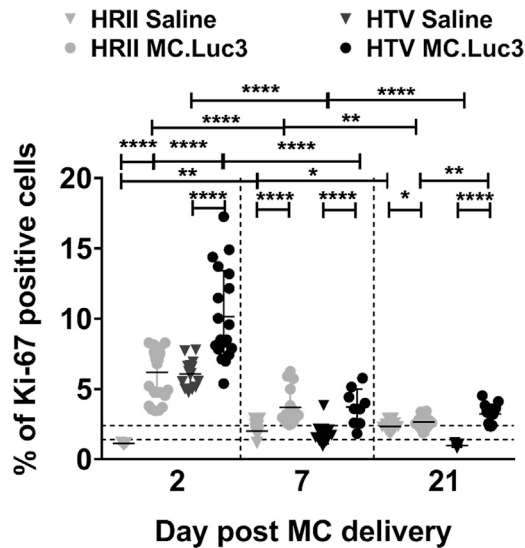 HRII Saline HTV Saline
HRII MC.Luc3 HTV MC.Luc3
**** ****
**** **
**** **** **** **
** *
**** **** **** * ****
20
15
10
5
0
% of Ki-67 positive cells
2 7 21
Day post MC delivery